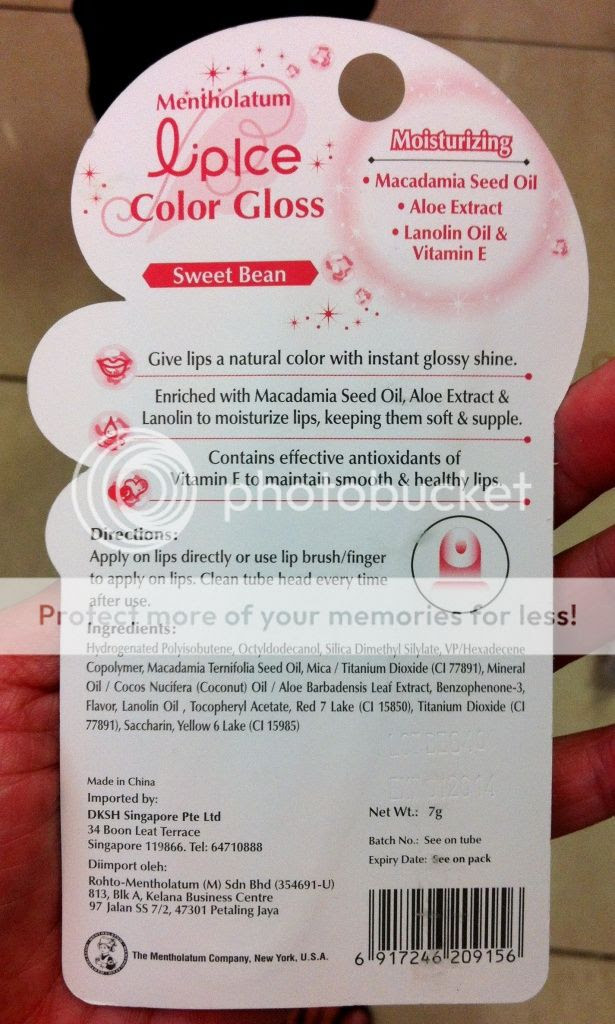 Mentholatum
LipIce
Color Gloss
Sweet Bean
Moisturizing
• Macadamia Seed Oil
• Aloe Extract
• Lanolin Oil &
Vitamin E
Give lips a natural color with instant glossy shine.
Enriched with Macadamia Seed Oil, Aloe Extract &
Lanolin to moisturize lips, keeping them soft & supple.
Contains effective antioxidants of
Vitamin E to maintain smooth & healthy lips.
photobucket
Directions:
Apply on lips directly or use lip brush/finger
to apply on lips. Clean tube head every time
after use.
Protect more of your memories for less!
Ingredients:
Hydrogenated Polyisobutene, Octyldodecanol, Silica Dimethyl Silylate, VP/Hexadecene
Copolymer, Macadamia Ternifolia Seed Oil, Mica / Titanium Dioxide (CI 77891), Mineral
Oil / Cocos Nucifera (Coconut) Oil / Aloe Barbadensis Leaf Extract, Benzophenone-3,
Flavor, Lanolin Oil , Tocopheryl Acetate, Red 7 Lake (CI 15850), Titanium Dioxide (CI
77891), Saccharin, Yellow 6 Lake (CI 15985)
2014
Made in China
Imported by:
DKSH Singapore Pte Ltd
34 Boon Leat Terrace
Singapore 119866. Tel: 64710888
Diimport oleh:
Rohto-Mentholatum (M) Sdn Bhd (354691-U)
813, Blk A, Kelana Business Centre
97 Jalan SS 7/2, 47301 Petaling Jaya
The Mentholatum Company, New York, U.S.A.
Net Wt.: 7g
Batch No.: See on tube
Expiry Date: See on pack
6 917246 209156